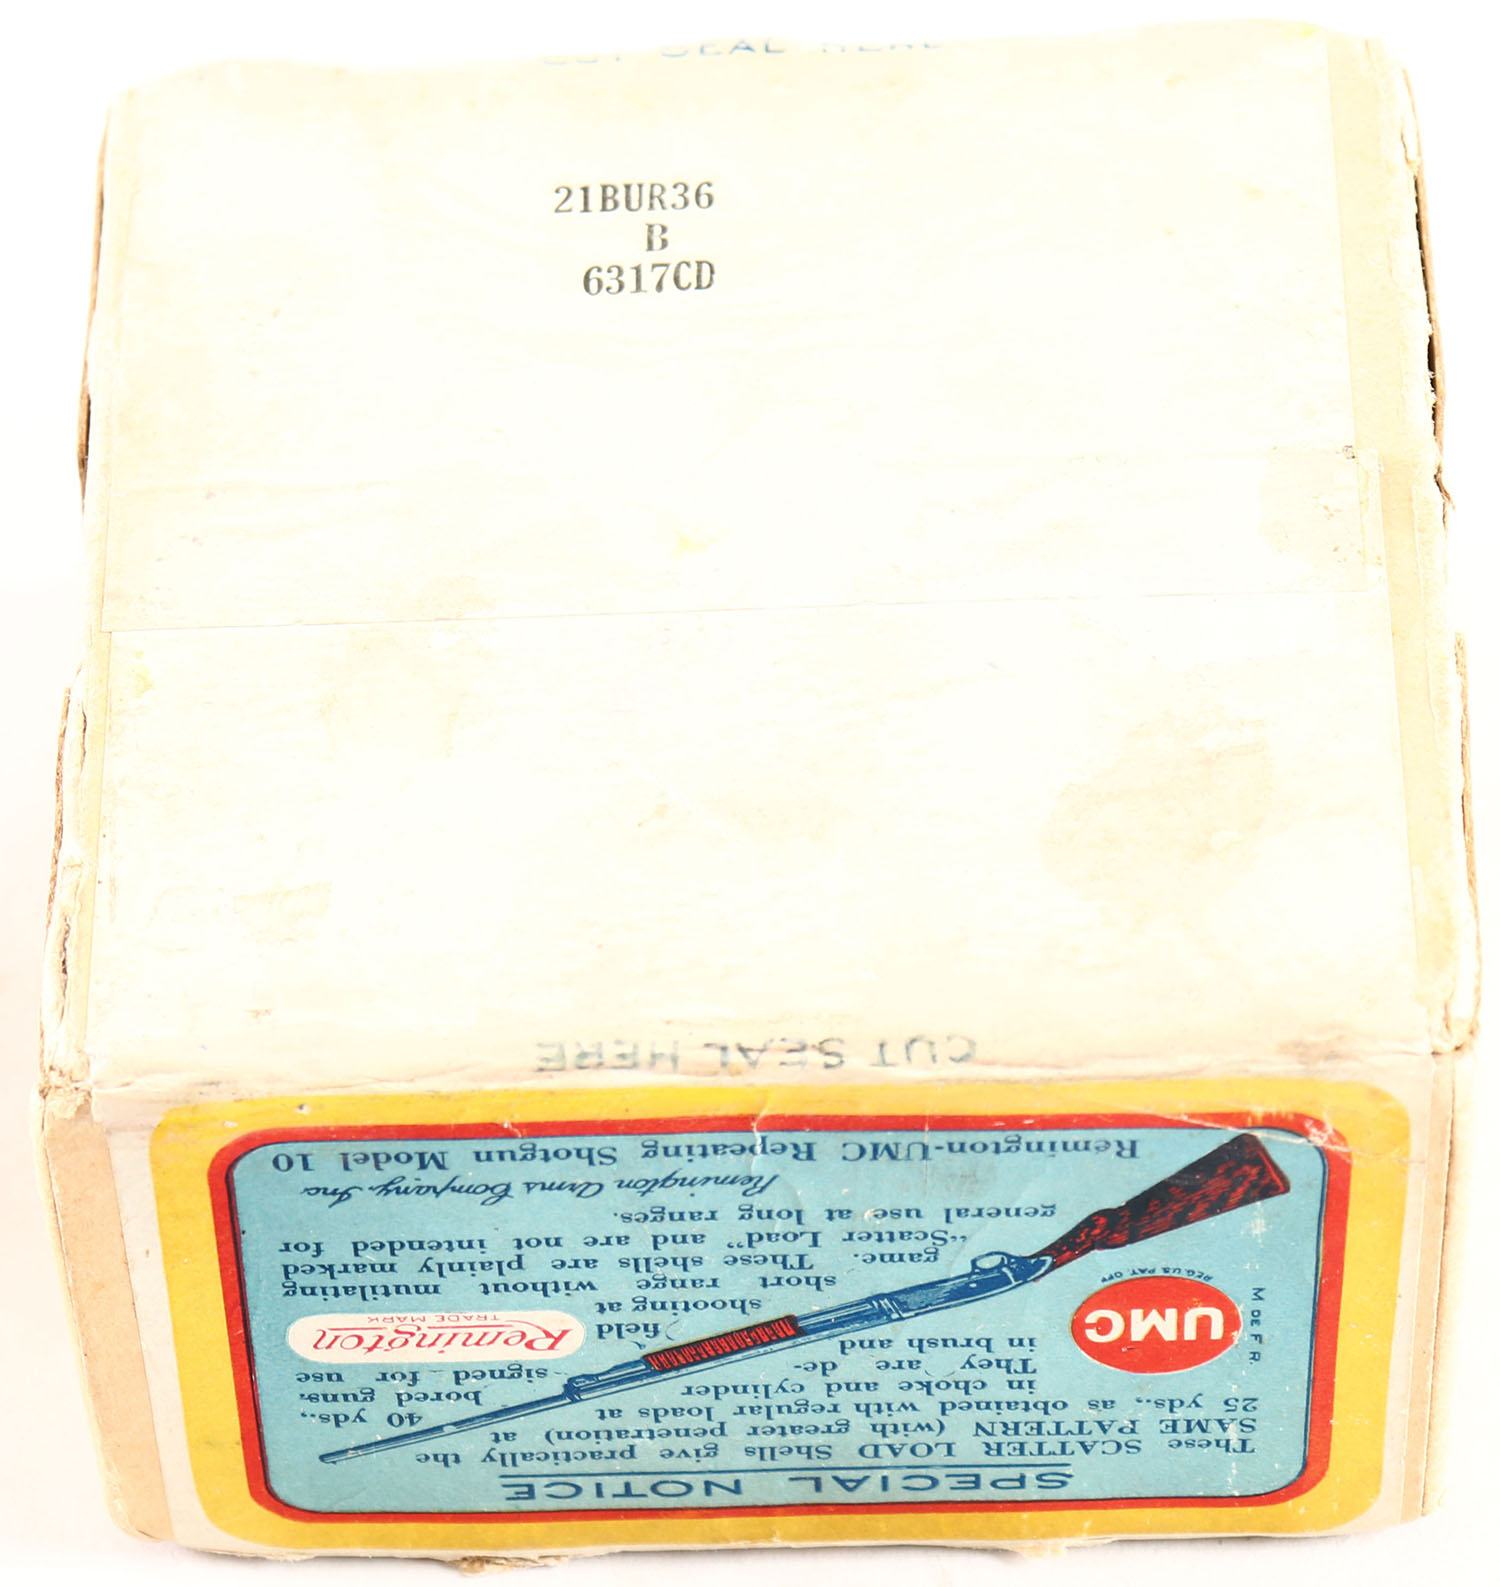 CUT SEAL HERE
21BUR36
B
6317CD
CUT SEAL HERE
SPECIAL NOTICE
These SCATTER LOAD Shells give practically the
SAME PATTERN (with greater penetration) at
25 yds., as obtained with regular loads at 40 yds.,
in choke and cylinder bored guns.
They are de- signed for use
in brush and field
shooting at
short range without mutilating
game. These shells are plainly marked
“Scatter Load” and are not intended for
general use at long ranges.
Remington Arms Company, Inc
Remington-UMC Repeating Shotgun Model 10
UMC
REG. US PAT. OFF.
M DE F R.
Remington
TRADE MARK